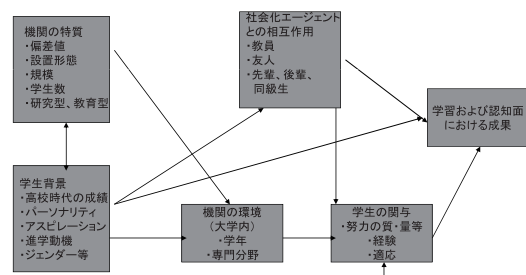 機関の特質
・偏差値
・設置形態
・規模
・学生数
・研究型、教育型
社会化エージェント
との相互作用
・教員
・友人
・先輩、後輩、
同級生
学習および認知面
における成果
学生背景
・高校時代の成績
・パーソナリティ
・アスピレーション
・進学動機
・ジェンダー等
機関の環境
(大学内)
・学年
・専門分野
学生の関与
・努力の質・量等
・経験
・適応